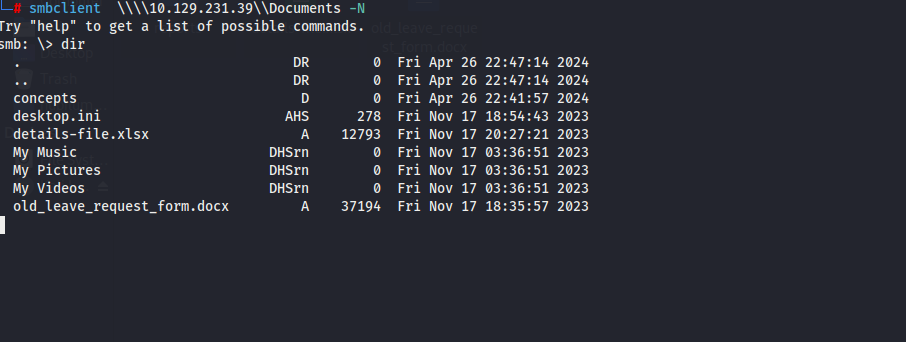 # smbclient  \\\\10.129.231.39\\Documents -N
Try "help" to get a list of possible commands.
smb: \> dir
  .                                  DR        0  Fri Apr 26 22:47:14 2024
  ..                                 DR        0  Fri Apr 26 22:47:14 2024
  concepts                            D        0  Fri Apr 26 22:41:57 2024
  desktop.ini                       AHS      278  Fri Nov 17 18:54:43 2023
  details-file.xlsx                   A    12793  Fri Nov 17 20:27:21 2023
  My Music                        DHSrn        0  Fri Nov 17 03:36:51 2023
  My Pictures                     DHSrn        0  Fri Nov 17 03:36:51 2023
  My Videos                       DHSrn        0  Fri Nov 17 03:36:51 2023
  old_leave_request_form.docx         A    37194  Fri Nov 17 18:35:57 2023
old_leave_reque
st_form.docx
Trash